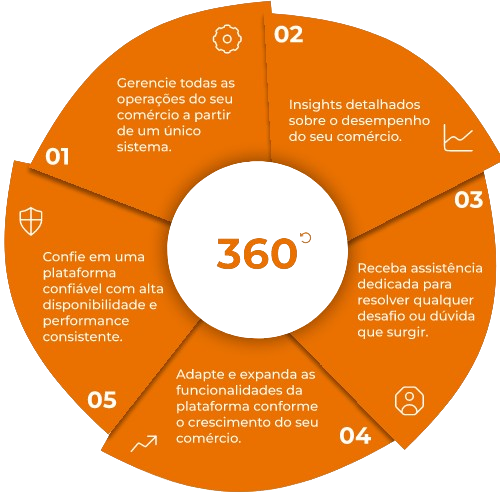 01
Gerencie todas as
operações do seu
comércio a partir
de um único
sistema.
02
Insights detalhados
sobre o desempenho
do seu comércio.
03
Receba assistência
dedicada para
resolver qualquer
desafio ou dúvida
que surgir.
04
Adapte e expanda as
funcionalidades da
plataforma conforme
o crescimento do seu
comércio.
05
Confie em uma
plataforma
confiável com alta
disponibilidade e
performance
consistente.
360